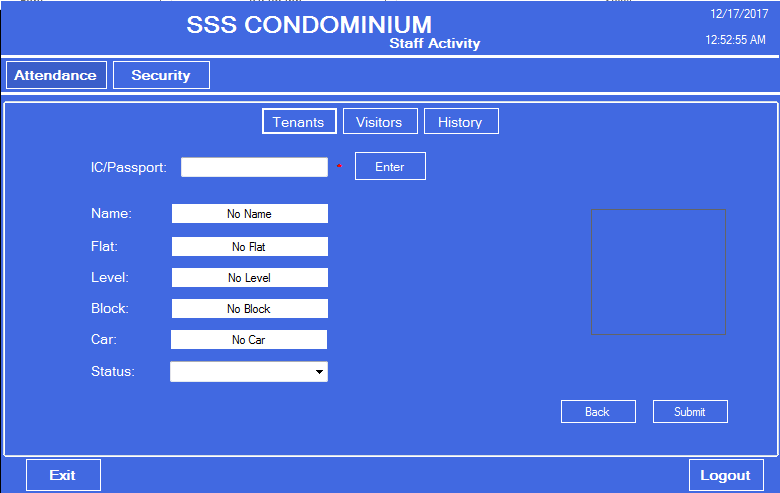 SSS CONDOMINIUM
12/17/2017
Staff Activity
12:52:55 AM
Attendance Security
Tenants Visitors History
IC/Passport: * Enter
Name: No Name
Flat: No Flat
Level: No Level
Block: No Block
Car: No Car
Status:
Back Submit
Exit Logout